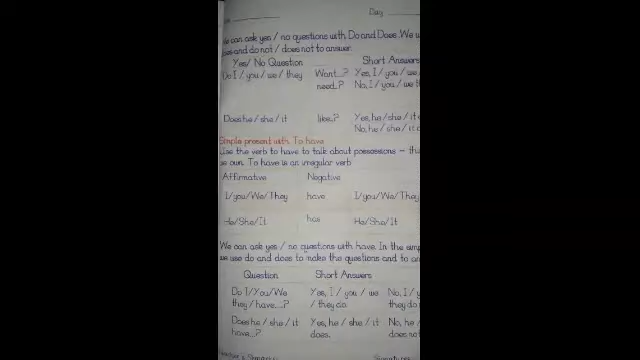 Day
We can ask yes / no questions with Do and Does. We u
and do not / does not to answer.
Yes/ No Question Short Answers
Do I / you / we / they Want...? Yes, I / you / we
need..? No, I / you / we t
Does he / she / it like..? Yes, he / she / it
No, he / she / it
Simple present with To have
Use the verb to have to talk about possessions -
we own. To have is an irregular verb
Affirmative Negative
I/you/We/They have I/you/We/They
He/She/It has He/She/It
We can ask yes / no questions with have. In the simp
we use do and does to make the questions and to an
Question Short Answers
Do I/You/We Yes, I / you / we No, I / y
they / have....? / they do they do
Does he / she / it Yes, he / she / it No, he /
have....? does. does no